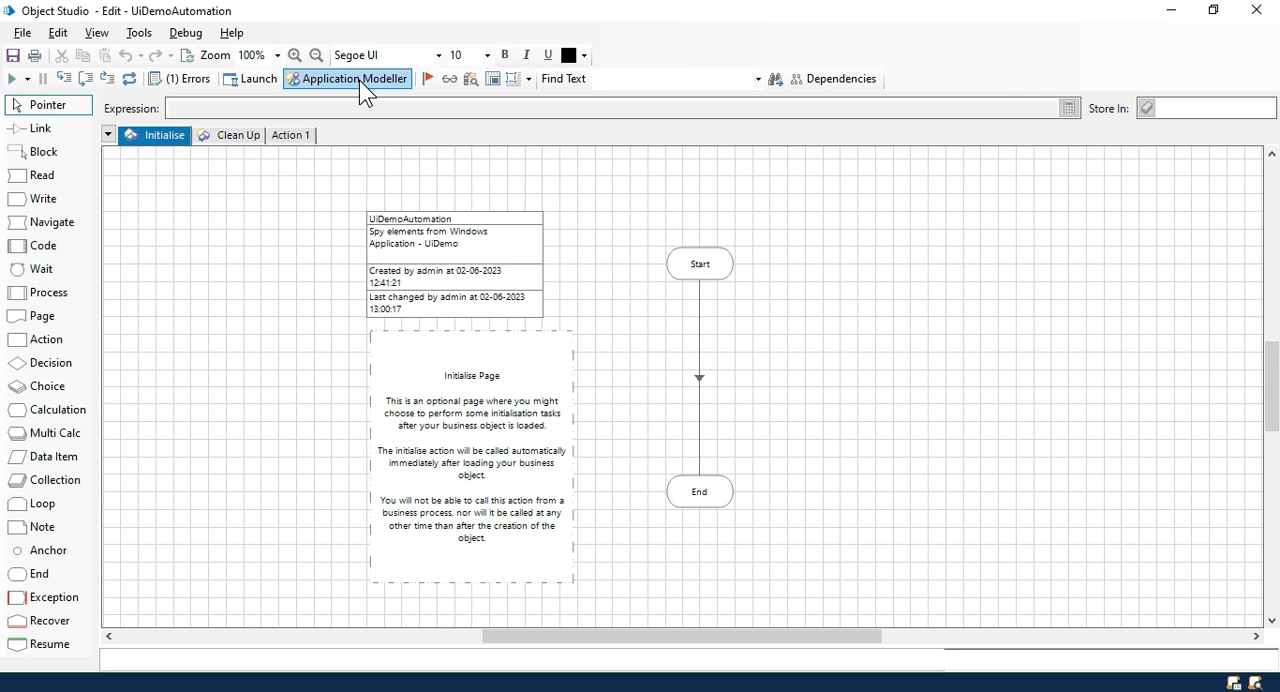 Object Studio - Edit - UiDemoAutomation
File Edit View Tools Debug Help
Zoom 100% Segoe UI 10 B I U
(1) Errors Launch Application Modeller Find Text Dependencies
Pointer Expression: Store In:
Link
Initialise Clean Up Action 1
Block
Read
Write
Navigate
Code
Wait
Process
Page
Action
Decision
Choice
Calculation
Multi Calc
Data Item
Collection
Loop
Note
Anchor
End
Exception
Recover
Resume
UiDemoAutomation
Spy elements from Windows
Application - UiDemo
Created by admin at 02-06-2023
12:41:21
Last changed by admin at 02-06-2023
13:00:17
Initialise Page
This is an optional page where you might
choose to perform some initialisation tasks
after your business object is loaded.
The initialise action will be called automatically
immediately after loading your business
object.
You will not be able to call this action from a
business process, nor will it be called at any
other time than after the creation of the
object.
Start
End